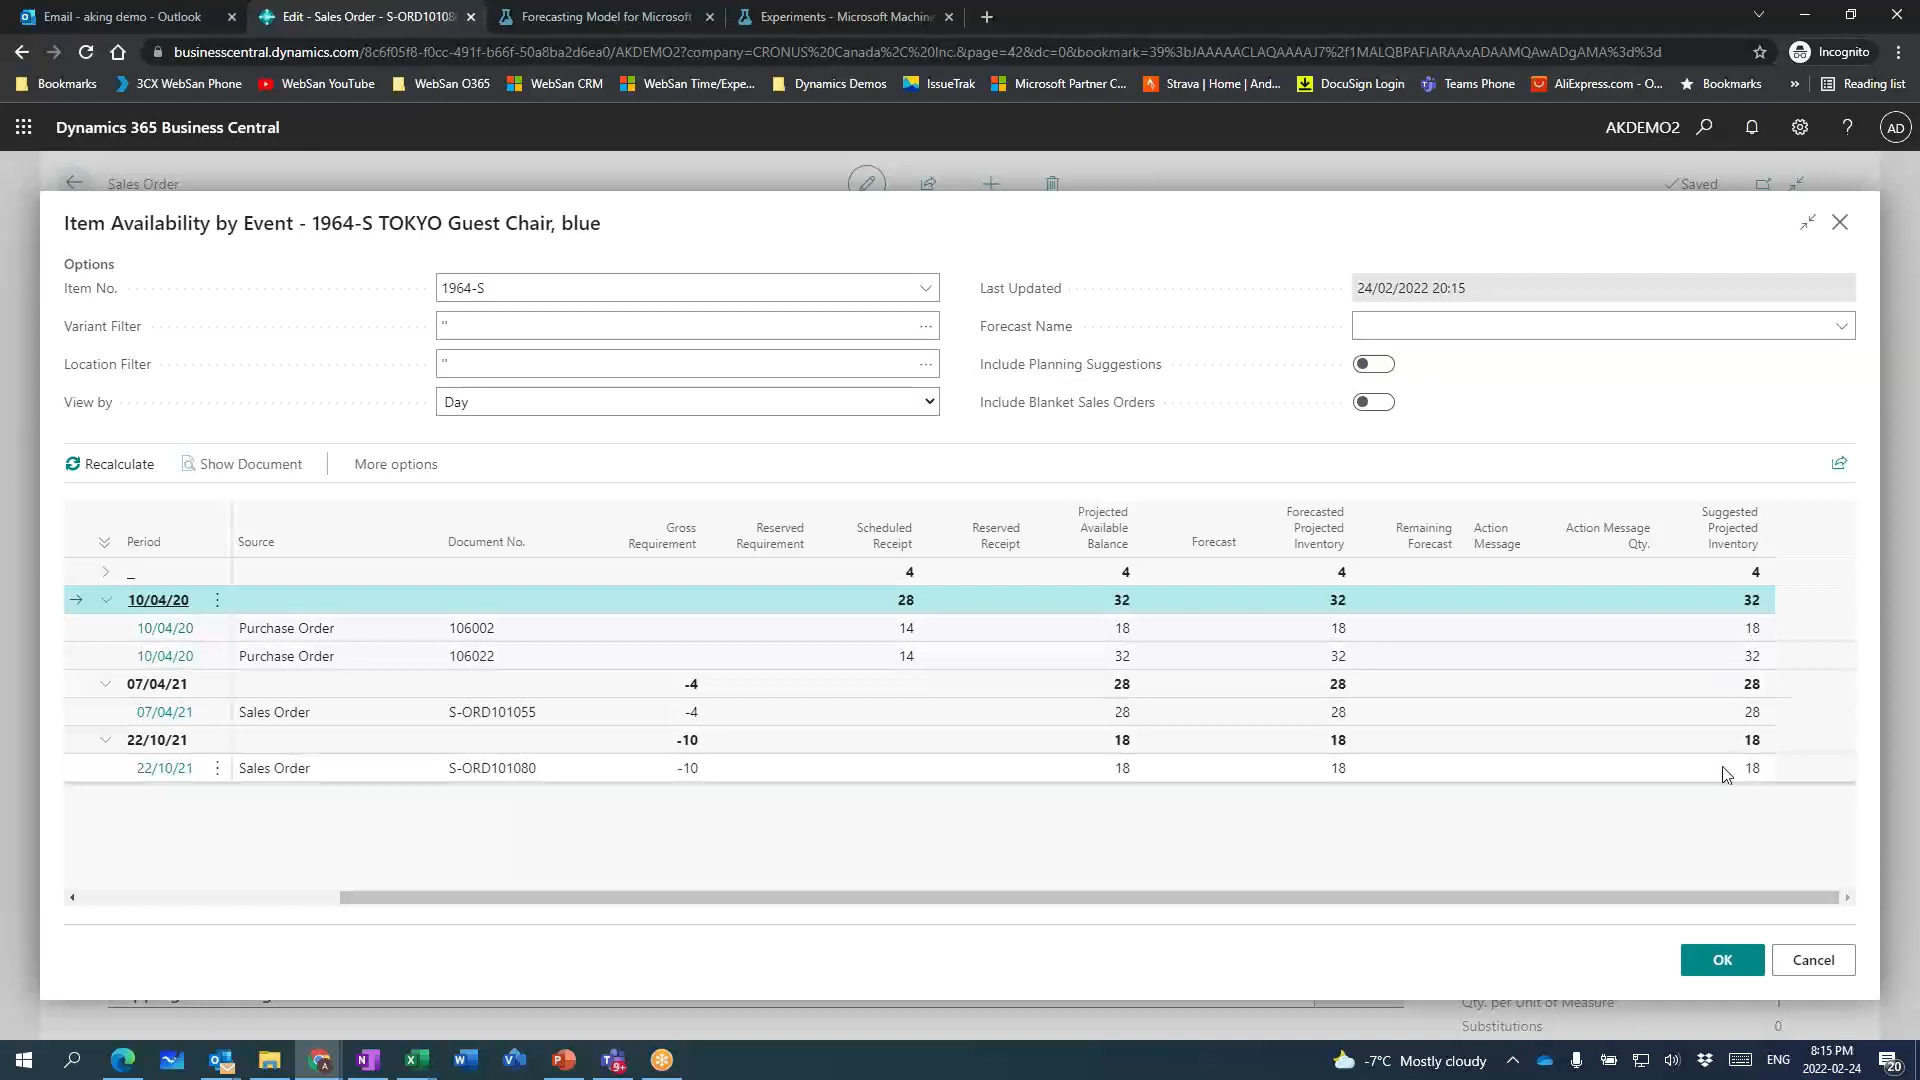 Email - aking demo - Outlook
Edit - Sales Order - S-ORD10108
Forecasting Model for Microsoft
Experiments - Microsoft Machine
businesscentral.dynamics.com/8c6f05f8-f0cc-491f-b66f-50a8ba2d6ea0/AKDEMO2?company=CRONUS%20Canada%2C%20Inc.&page=42&dc=0&bookmark=39%3bJAAAAACLAQAAAAJ7%2f1MALQBPAFIARAAxADAAMQAwADgAMA%3d%3d
Incognito
Bookmarks
3CX WebSan Phone
WebSan YouTube
WebSan O365
WebSan CRM
WebSan Time/Expe...
Dynamics Demos
IssueTrak
Microsoft Partner C...
Strava | Home | And...
DocuSign Login
Teams Phone
AliExpress.com - O...
Bookmarks
Reading list
Dynamics 365 Business Central
AKDEMO2
AD
Sales Order
Saved
Item Availability by Event - 1964-S TOKYO Guest Chair, blue
Options
Item No. 1964-S
Last Updated 24/02/2022 20:15
Variant Filter ''
Forecast Name
Location Filter ''
Include Planning Suggestions
View by Day
Include Blanket Sales Orders
Recalculate Show Document More options
Period Source Document No. Gross Requirement Reserved Requirement Scheduled Receipt Reserved Receipt Projected Available Balance Forecast Forecasted Projected Inventory Remaining Forecast Action Message Action Message Qty. Suggested Projected Inventory
_ 4 4 4 4
10/04/20 28 32 32 32
10/04/20 Purchase Order 106002 14 18 18 18
10/04/20 Purchase Order 106022 14 32 32 32
07/04/21 -4 28 28 28
07/04/21 Sales Order S-ORD101055 -4 28 28 28
22/10/21 -10 18 18 18
22/10/21 Sales Order S-ORD101080 -10 18 18 18
OK Cancel
Qty. per Unit of Measure 1
Substitutions 0
-7°C Mostly cloudy
ENG
8:15 PM
2022-02-24
20
9+